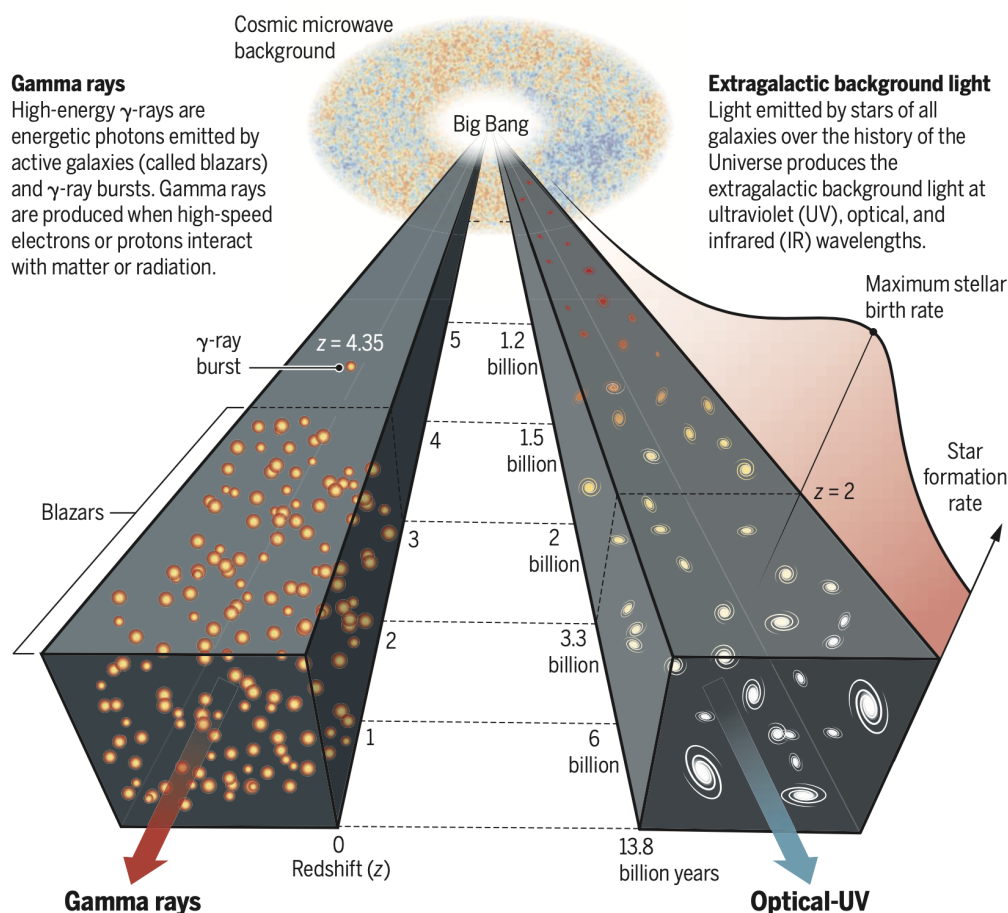 Cosmic microwave
background
Gamma rays
High-energy γ-rays are
energetic photons emitted by
active galaxies (called blazars)
and γ-ray bursts. Gamma rays
are produced when high-speed
electrons or protons interact
with matter or radiation.
Big Bang
Extragalactic background light
Light emitted by stars of all
galaxies over the history of the
Universe produces the
extragalactic background light at
ultraviolet (UV), optical, and
infrared (IR) wavelengths.
Maximum stellar
birth rate
γ-ray
burst
z = 4.35
5
1.2
billion
4
1.5
billion
Star
formation
rate
z = 2
Blazars
3
2
billion
2
3.3
billion
1
6
billion
0
Redshift (z)
13.8
billion years
Gamma rays
Optical-UV